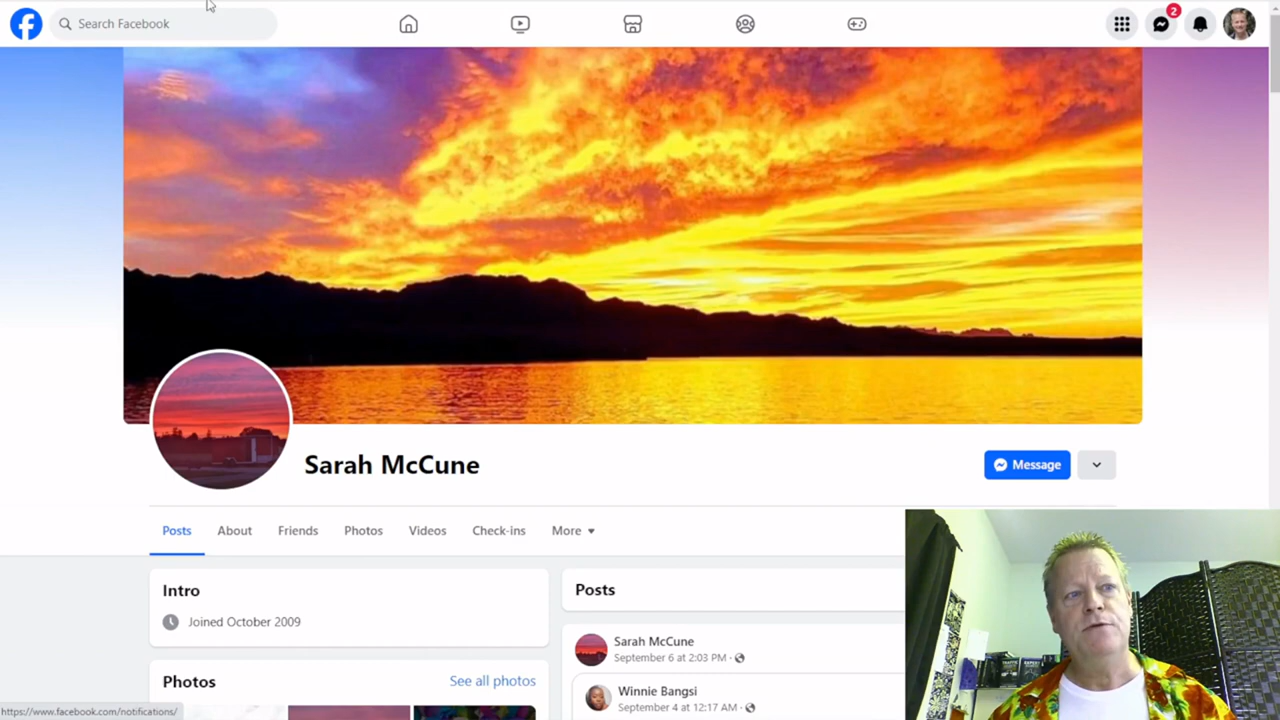 Search Facebook
2
Sarah McCune
Message
Posts
About
Friends
Photos
Videos
Check-ins
More
Intro
Joined October 2009
Photos
See all photos
Posts
Sarah McCune
September 6 at 2:03 PM ·
Winnie Bangsi
September 4 at 12:17 AM ·
https://www.facebook.com/notifications/